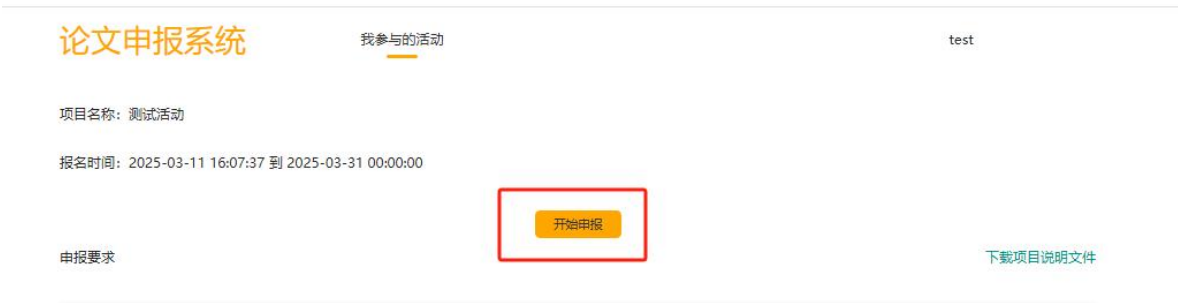 论文申报系统 我参与的活动 test
项目名称：测试活动
报名时间：2025-03-11 16:07:37 到 2025-03-31 00:00:00
开始申报
申报要求 下载项目说明文件